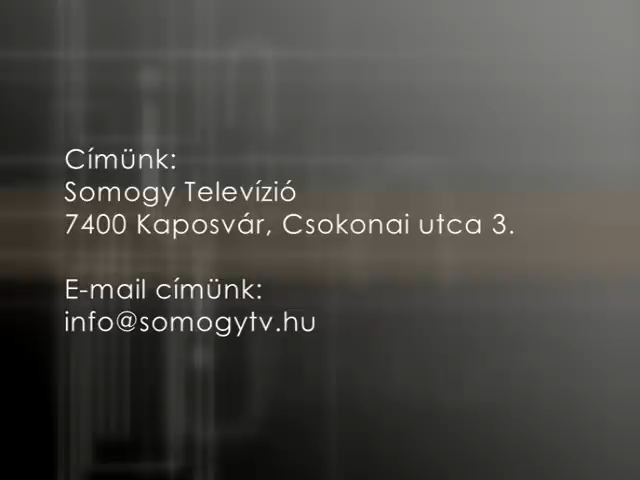 Címünk:
Somogy Televízió
7400 Kaposvár, Csokonai utca 3.
E-mail címünk:
info@somogytv.hu